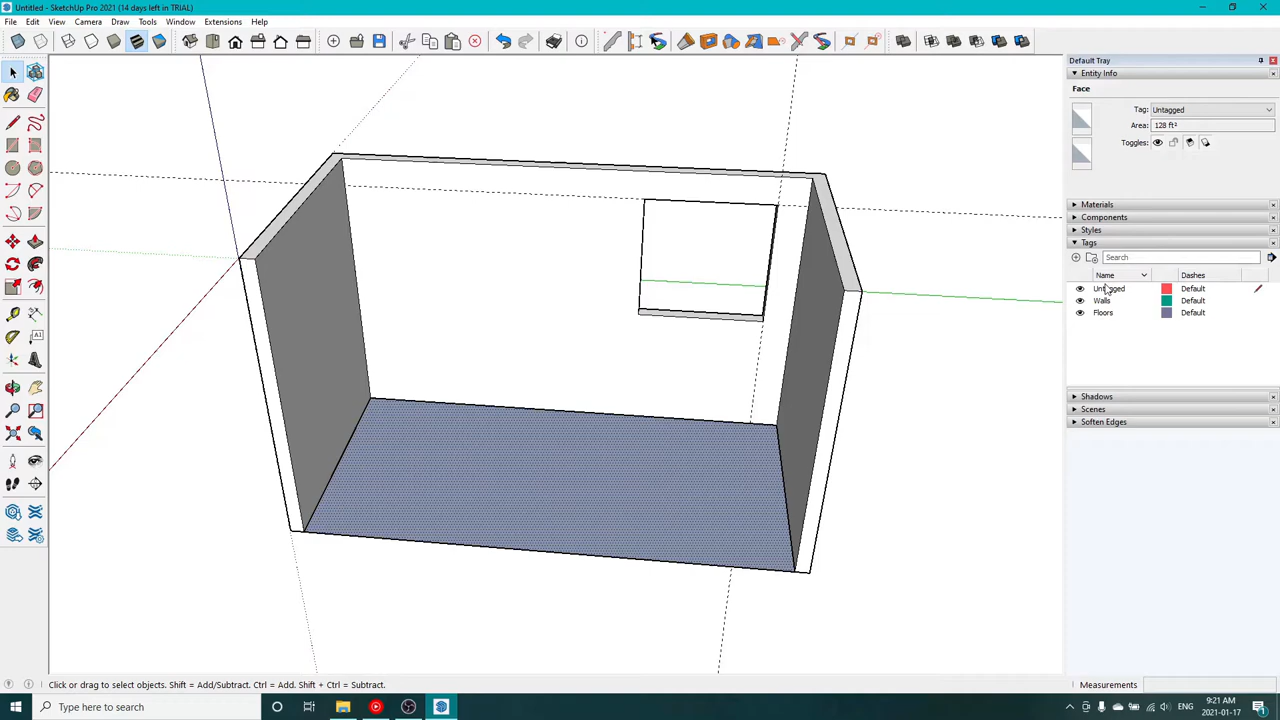 Untitled - SketchUp Pro 2021 (14 days left in TRIAL)
File Edit View Camera Draw Tools Window Extensions Help
Default Tray
Entity Info
Face
Tag: Untagged
Area: 128 ft²
Toggles:
Materials
Components
Styles
Tags
Search
Name Dashes
Untagged Default
Walls Default
Floors Default
Shadows
Scenes
Soften Edges
Click or drag to select objects. Shift = Add/Subtract. Ctrl = Add. Shift + Ctrl = Subtract.
Measurements
Type here to search
9:21 AM
2021-01-17